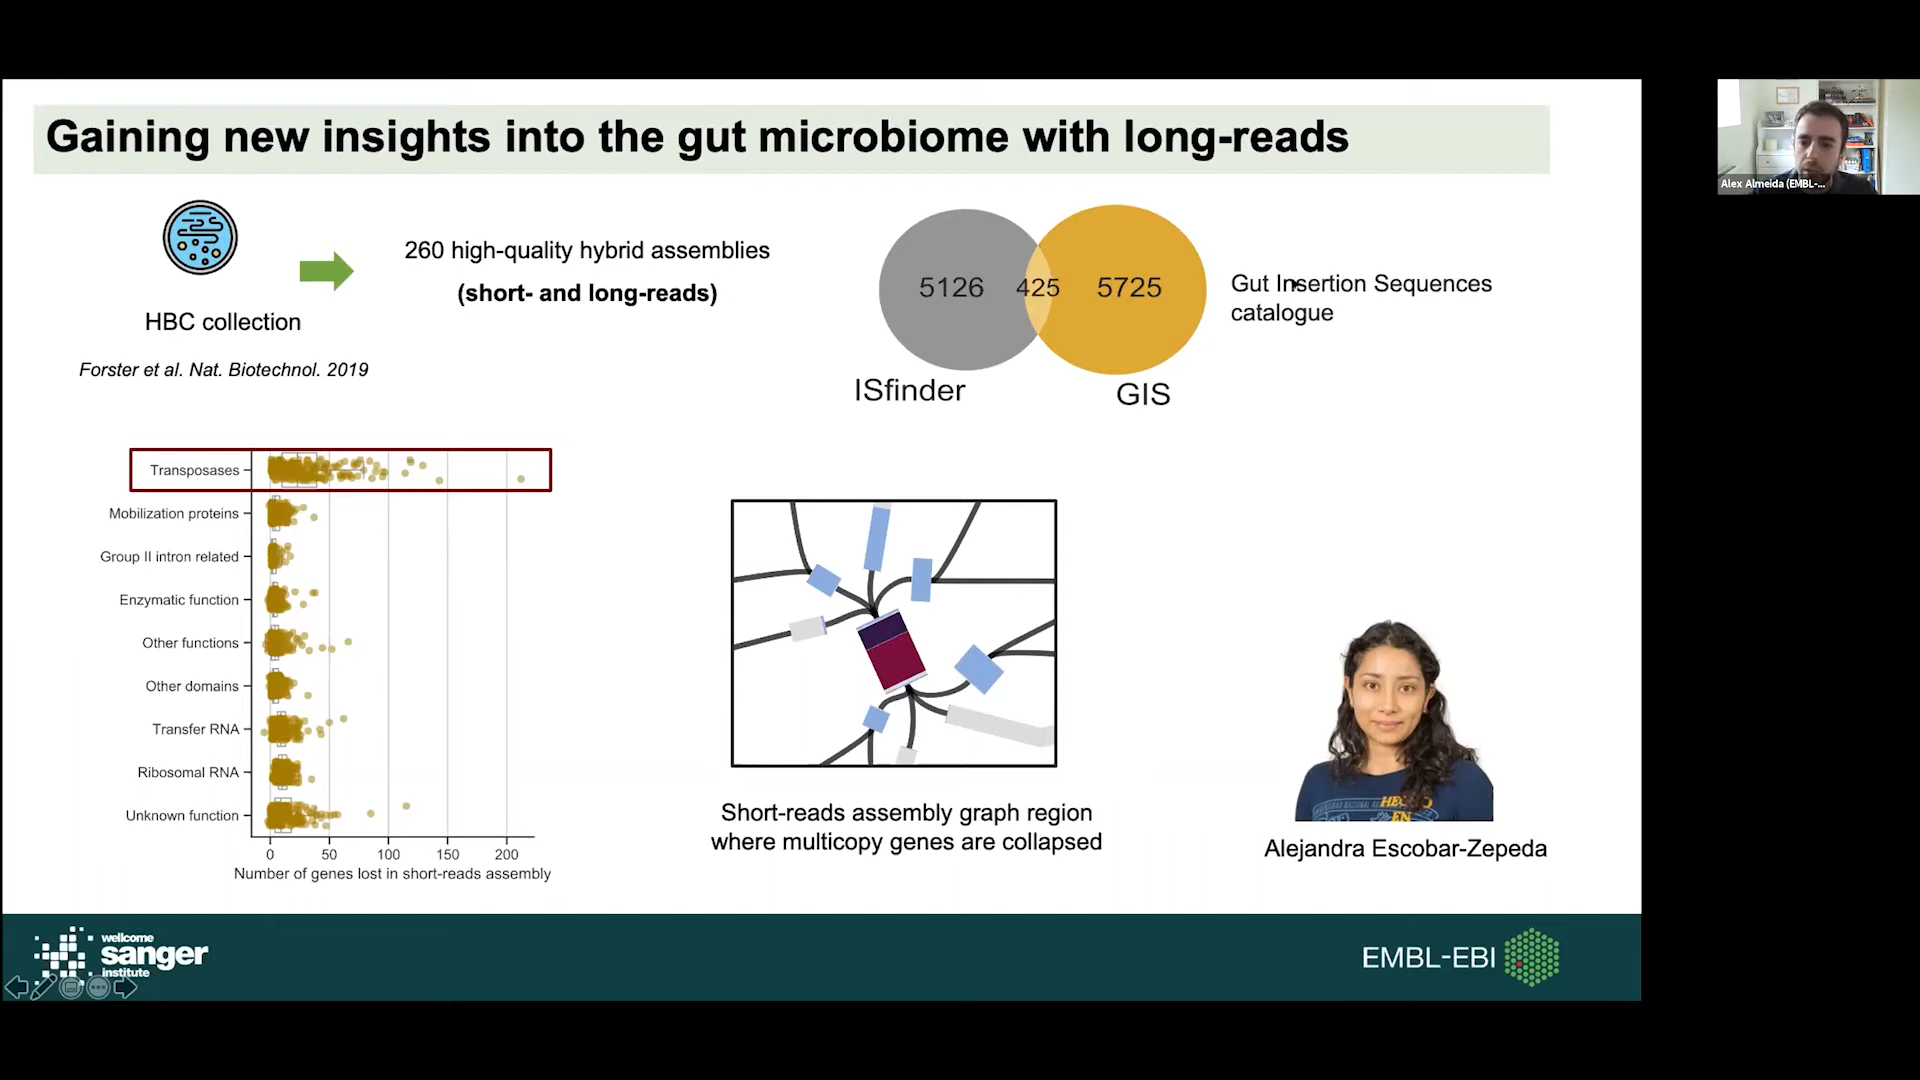 Gaining new insights into the gut microbiome with long-reads
Alex Almeida (EMBL-...
HBC collection
Forster et al. Nat. Biotechnol. 2019
260 high-quality hybrid assemblies
(short- and long-reads)
5126 425 5725
ISfinder GIS
Gut Insertion Sequences
catalogue
Transposases
Mobilization proteins
Group II intron related
Enzymatic function
Other functions
Other domains
Transfer RNA
Ribosomal RNA
Unknown function
0 50 100 150 200
Number of genes lost in short-reads assembly
Short-reads assembly graph region
where multicopy genes are collapsed
EN
Alejandra Escobar-Zepeda
wellcome
sanger
institute
EMBL-EBI